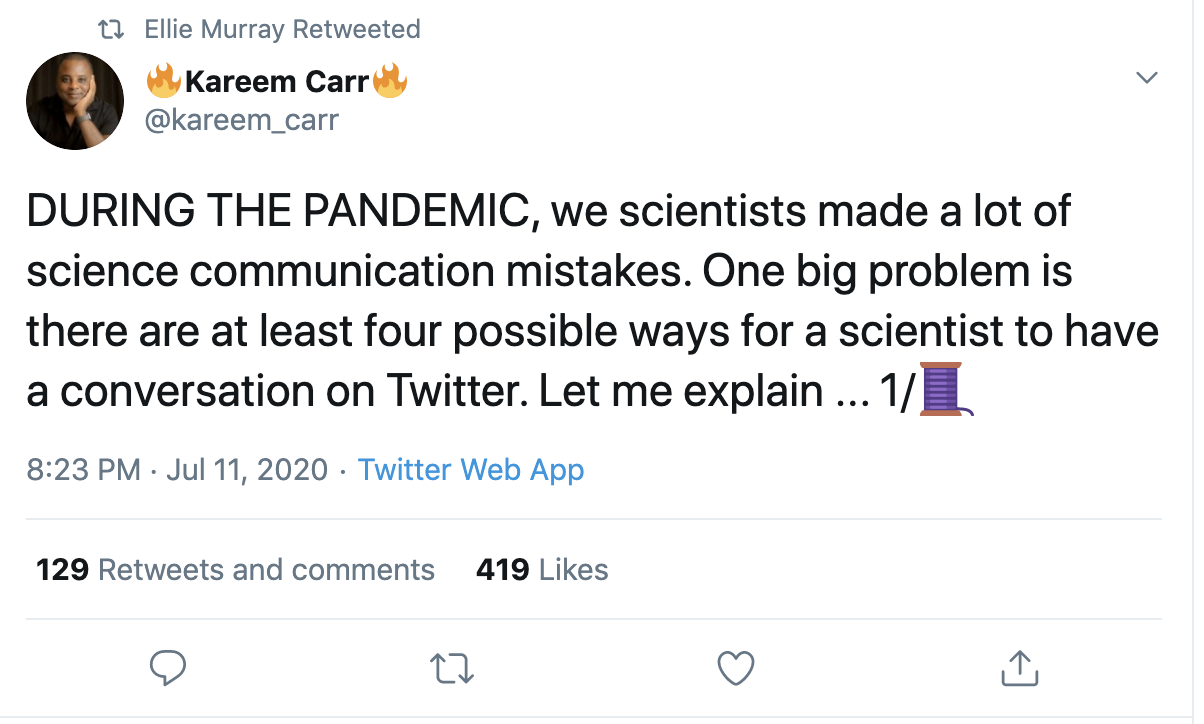 Ellie Murray Retweeted
🔥Kareem Carr🔥
@kareem_carr
DURING THE PANDEMIC, we scientists made a lot of
science communication mistakes. One big problem is
there are at least four possible ways for a scientist to have
a conversation on Twitter. Let me explain ... 1/🧵
8:23 PM · Jul 11, 2020 · Twitter Web App
129 Retweets and comments 419 Likes